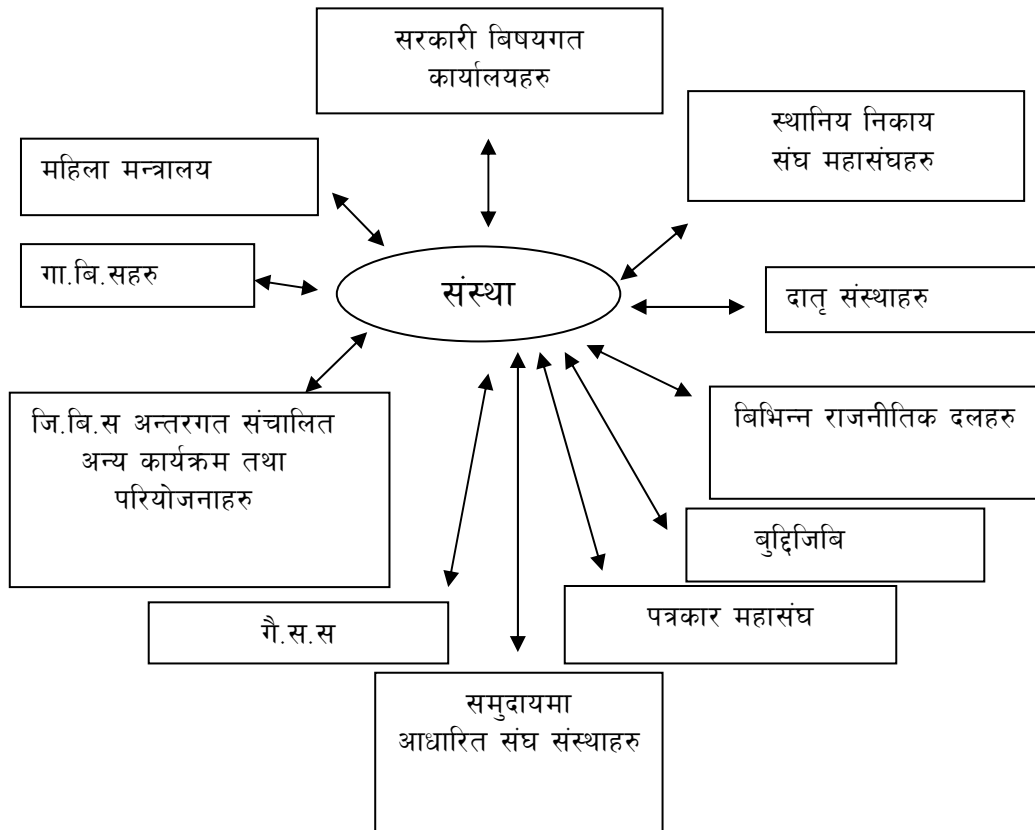 सरकारी बिषयगत
कार्यालयहरु
स्थानिय निकाय
संघ महासंघहरु
महिला मन्त्रालय
गा.बि.सहरु
संस्था
दातृ संस्थाहरु
जि.बि.स अन्तरगत संचालित
अन्य कार्यक्रम तथा
परियोजनाहरु
बिभिन्न राजनीतिक दलहरु
बुद्दिजिबि
पत्रकार महासंघ
गै.स.स
समुदायमा
आधारित संघ संस्थाहरु